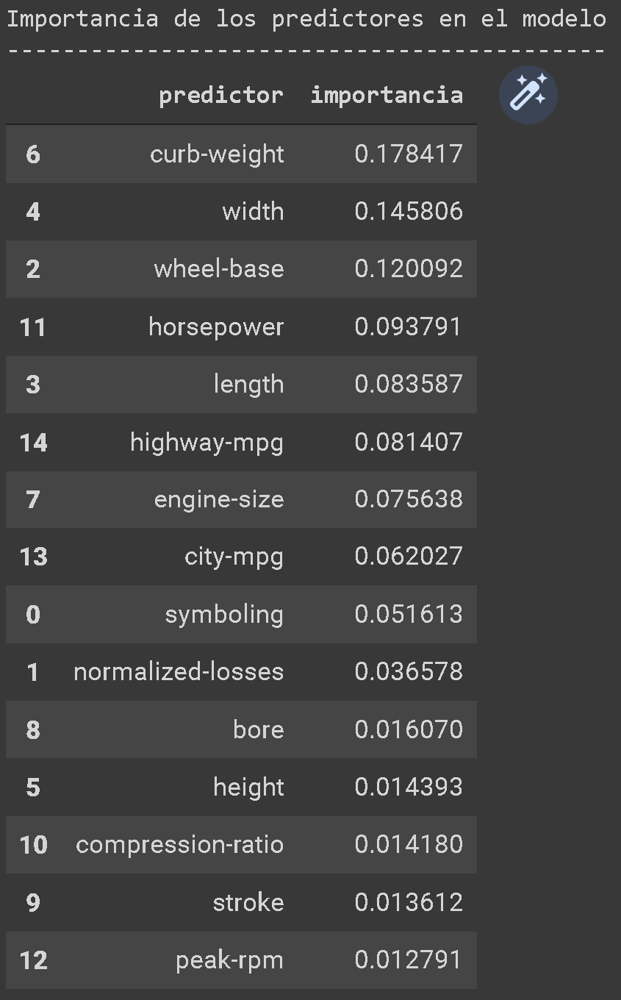 Importancia de los predictores en el modelo
-------------------------------------------
predictor importancia
6 curb-weight 0.178417
4 width 0.145806
2 wheel-base 0.120092
11 horsepower 0.093791
3 length 0.083587
14 highway-mpg 0.081407
7 engine-size 0.075638
13 city-mpg 0.062027
0 symboling 0.051613
1 normalized-losses 0.036578
8 bore 0.016070
5 height 0.014393
10 compression-ratio 0.014180
9 stroke 0.013612
12 peak-rpm 0.012791